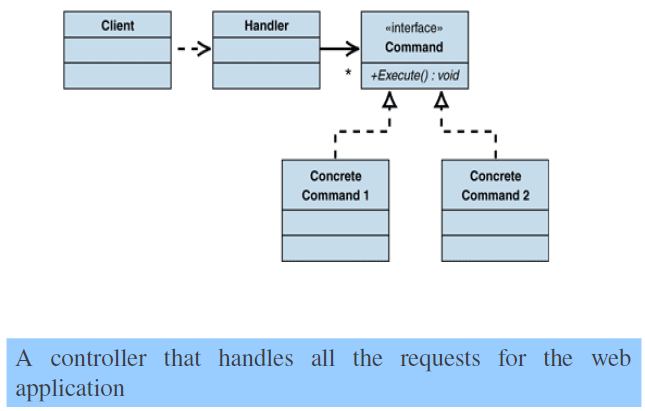 Client
Handler
«interface»
Command
*
+Execute() : void
Concrete
Command 1
Concrete
Command 2
A controller that handles all the requests for the web
application